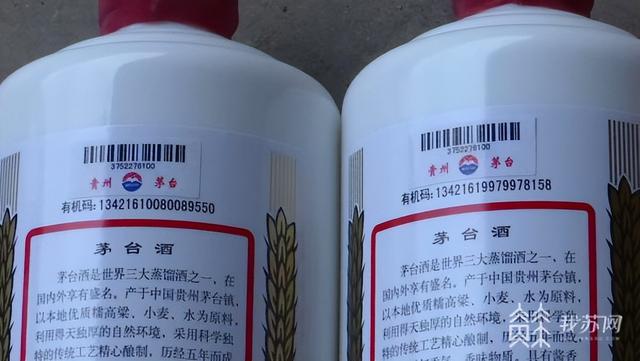 3752276100
贵州 茅台
有机码: 13421610080089550
茅台酒
茅台酒是世界三大蒸馏酒之一，在
国内外享有盛名。产于中国贵州茅台镇，
以本地优质糯高粱、小麦、水为原料，
利用得天独厚的自然环境，采用科学独
特的传统工艺精心酿制，历经五年而成
3752276100
贵州 茅台
有机码: 13421619979978158
茅台酒
茅台酒是世界三大蒸馏酒之一，在
国内外享有盛名。产于中国贵州茅台镇，
以本地优质糯高粱、小麦、水为原料，
利用得天独厚的自然环境，采用科学独
特的传统工艺精心酿制，历经五年而
我苏网